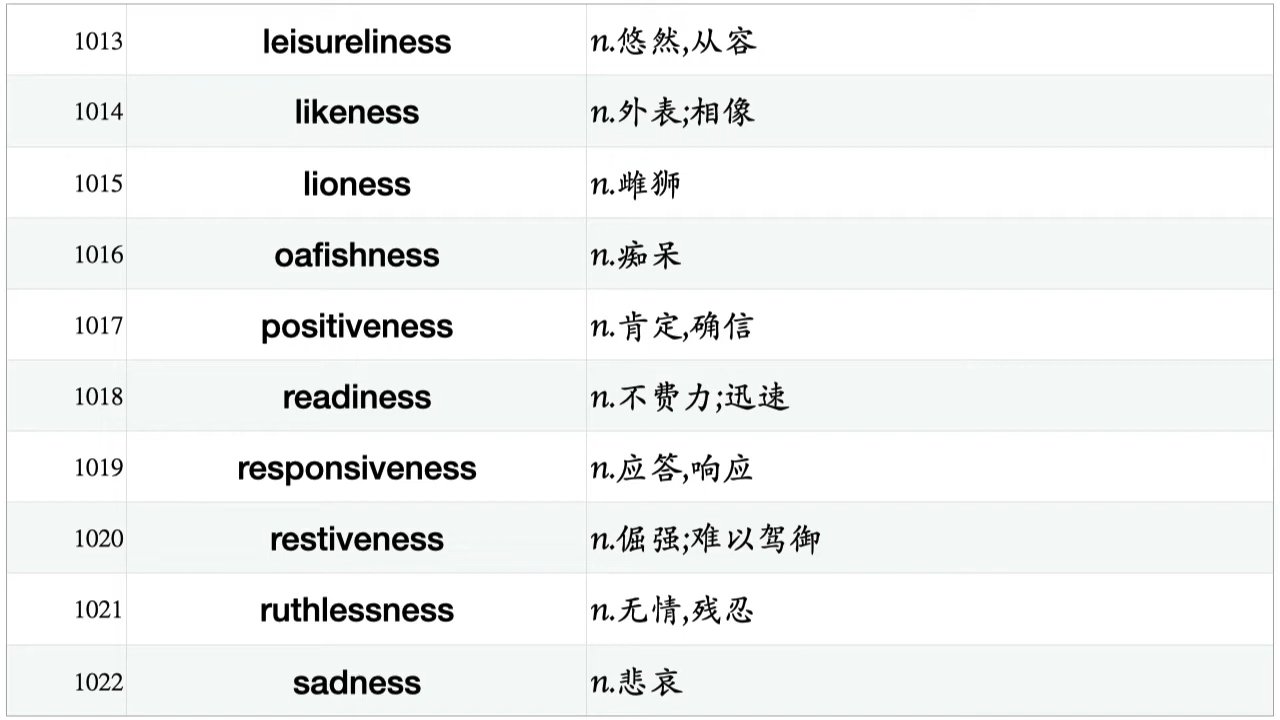 1013 leisureliness n.悠然,从容
1014 likeness n.外表;相像
1015 lioness n.雌狮
1016 oafishness n.痴呆
1017 positiveness n.肯定,确信
1018 readiness n.不费力;迅速
1019 responsiveness n.应答,响应
1020 restiveness n.倔强;难以驾御
1021 ruthlessness n.无情,残忍
1022 sadness n.悲哀